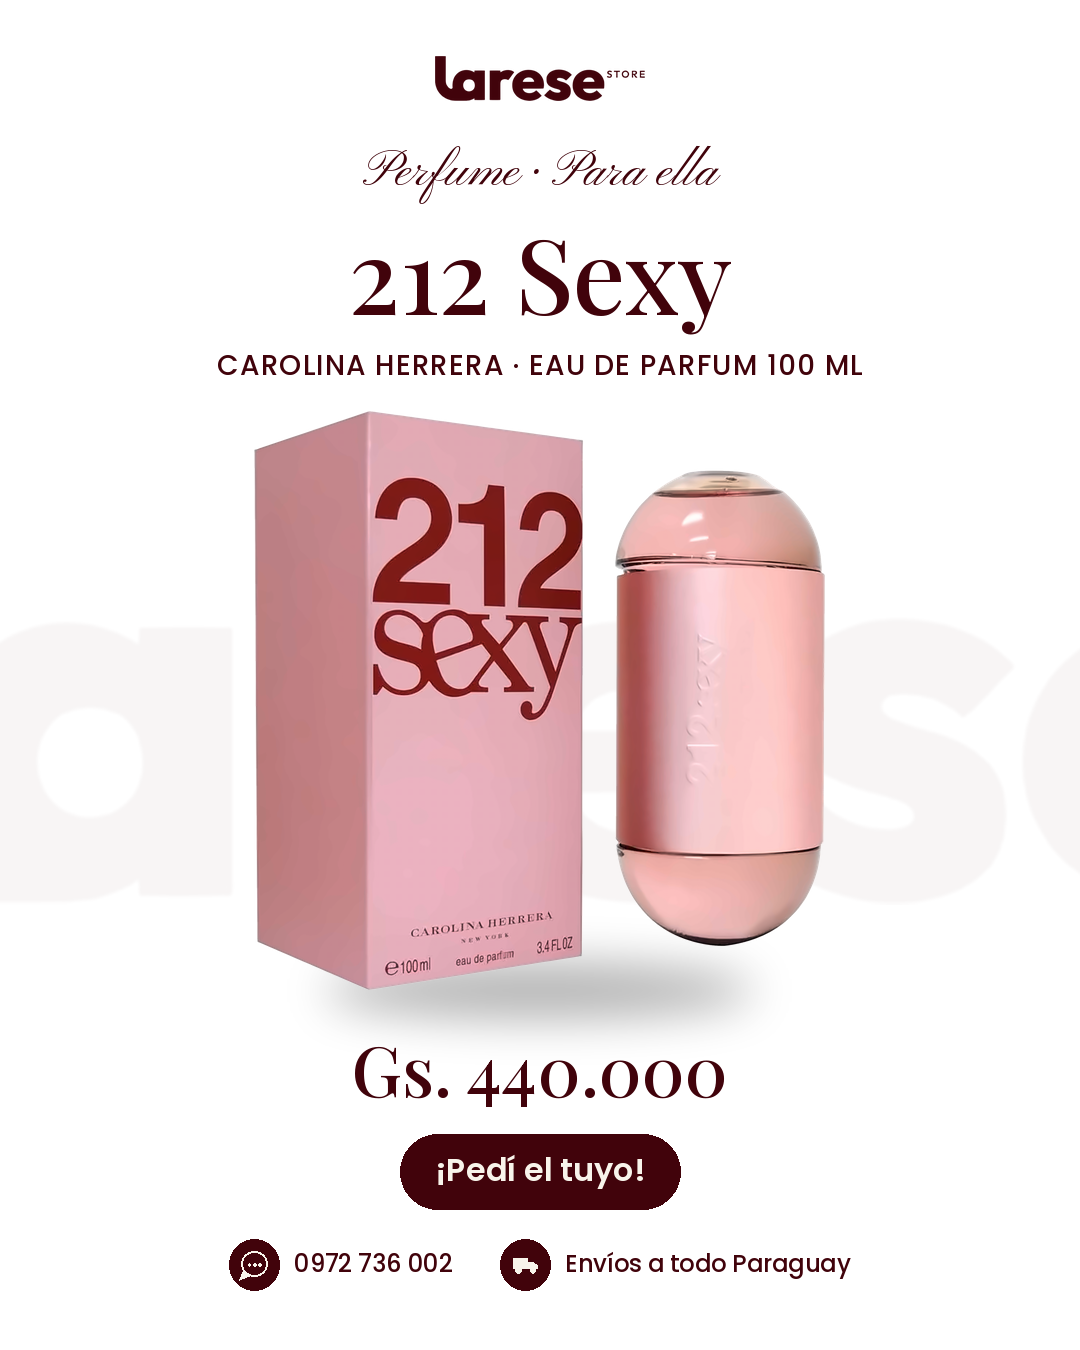 larese STORE
Perfume · Para ella
212 Sexy
CAROLINA HERRERA · EAU DE PARFUM 100 ML
212
sexy
CAROLINA HERRERA
NEW YORK
℮100ml eau de parfum 3.4 FL OZ
212 sexy
Gs. 440.000
¡Pedí el tuyo!
0972 736 002
Envíos a todo Paraguay